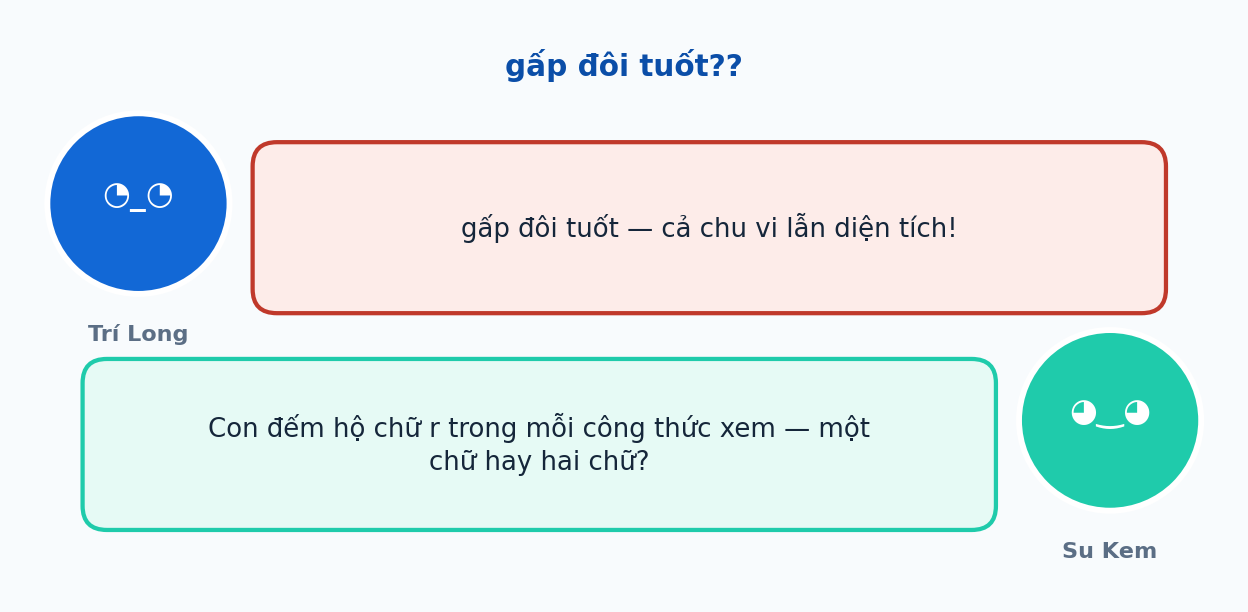 gấp đôi tuốt??
gấp đôi tuốt — cả chu vi lẫn diện tích!
Trí Long
Con đếm hộ chữ r trong mỗi công thức xem — một
chữ hay hai chữ?
Su Kem